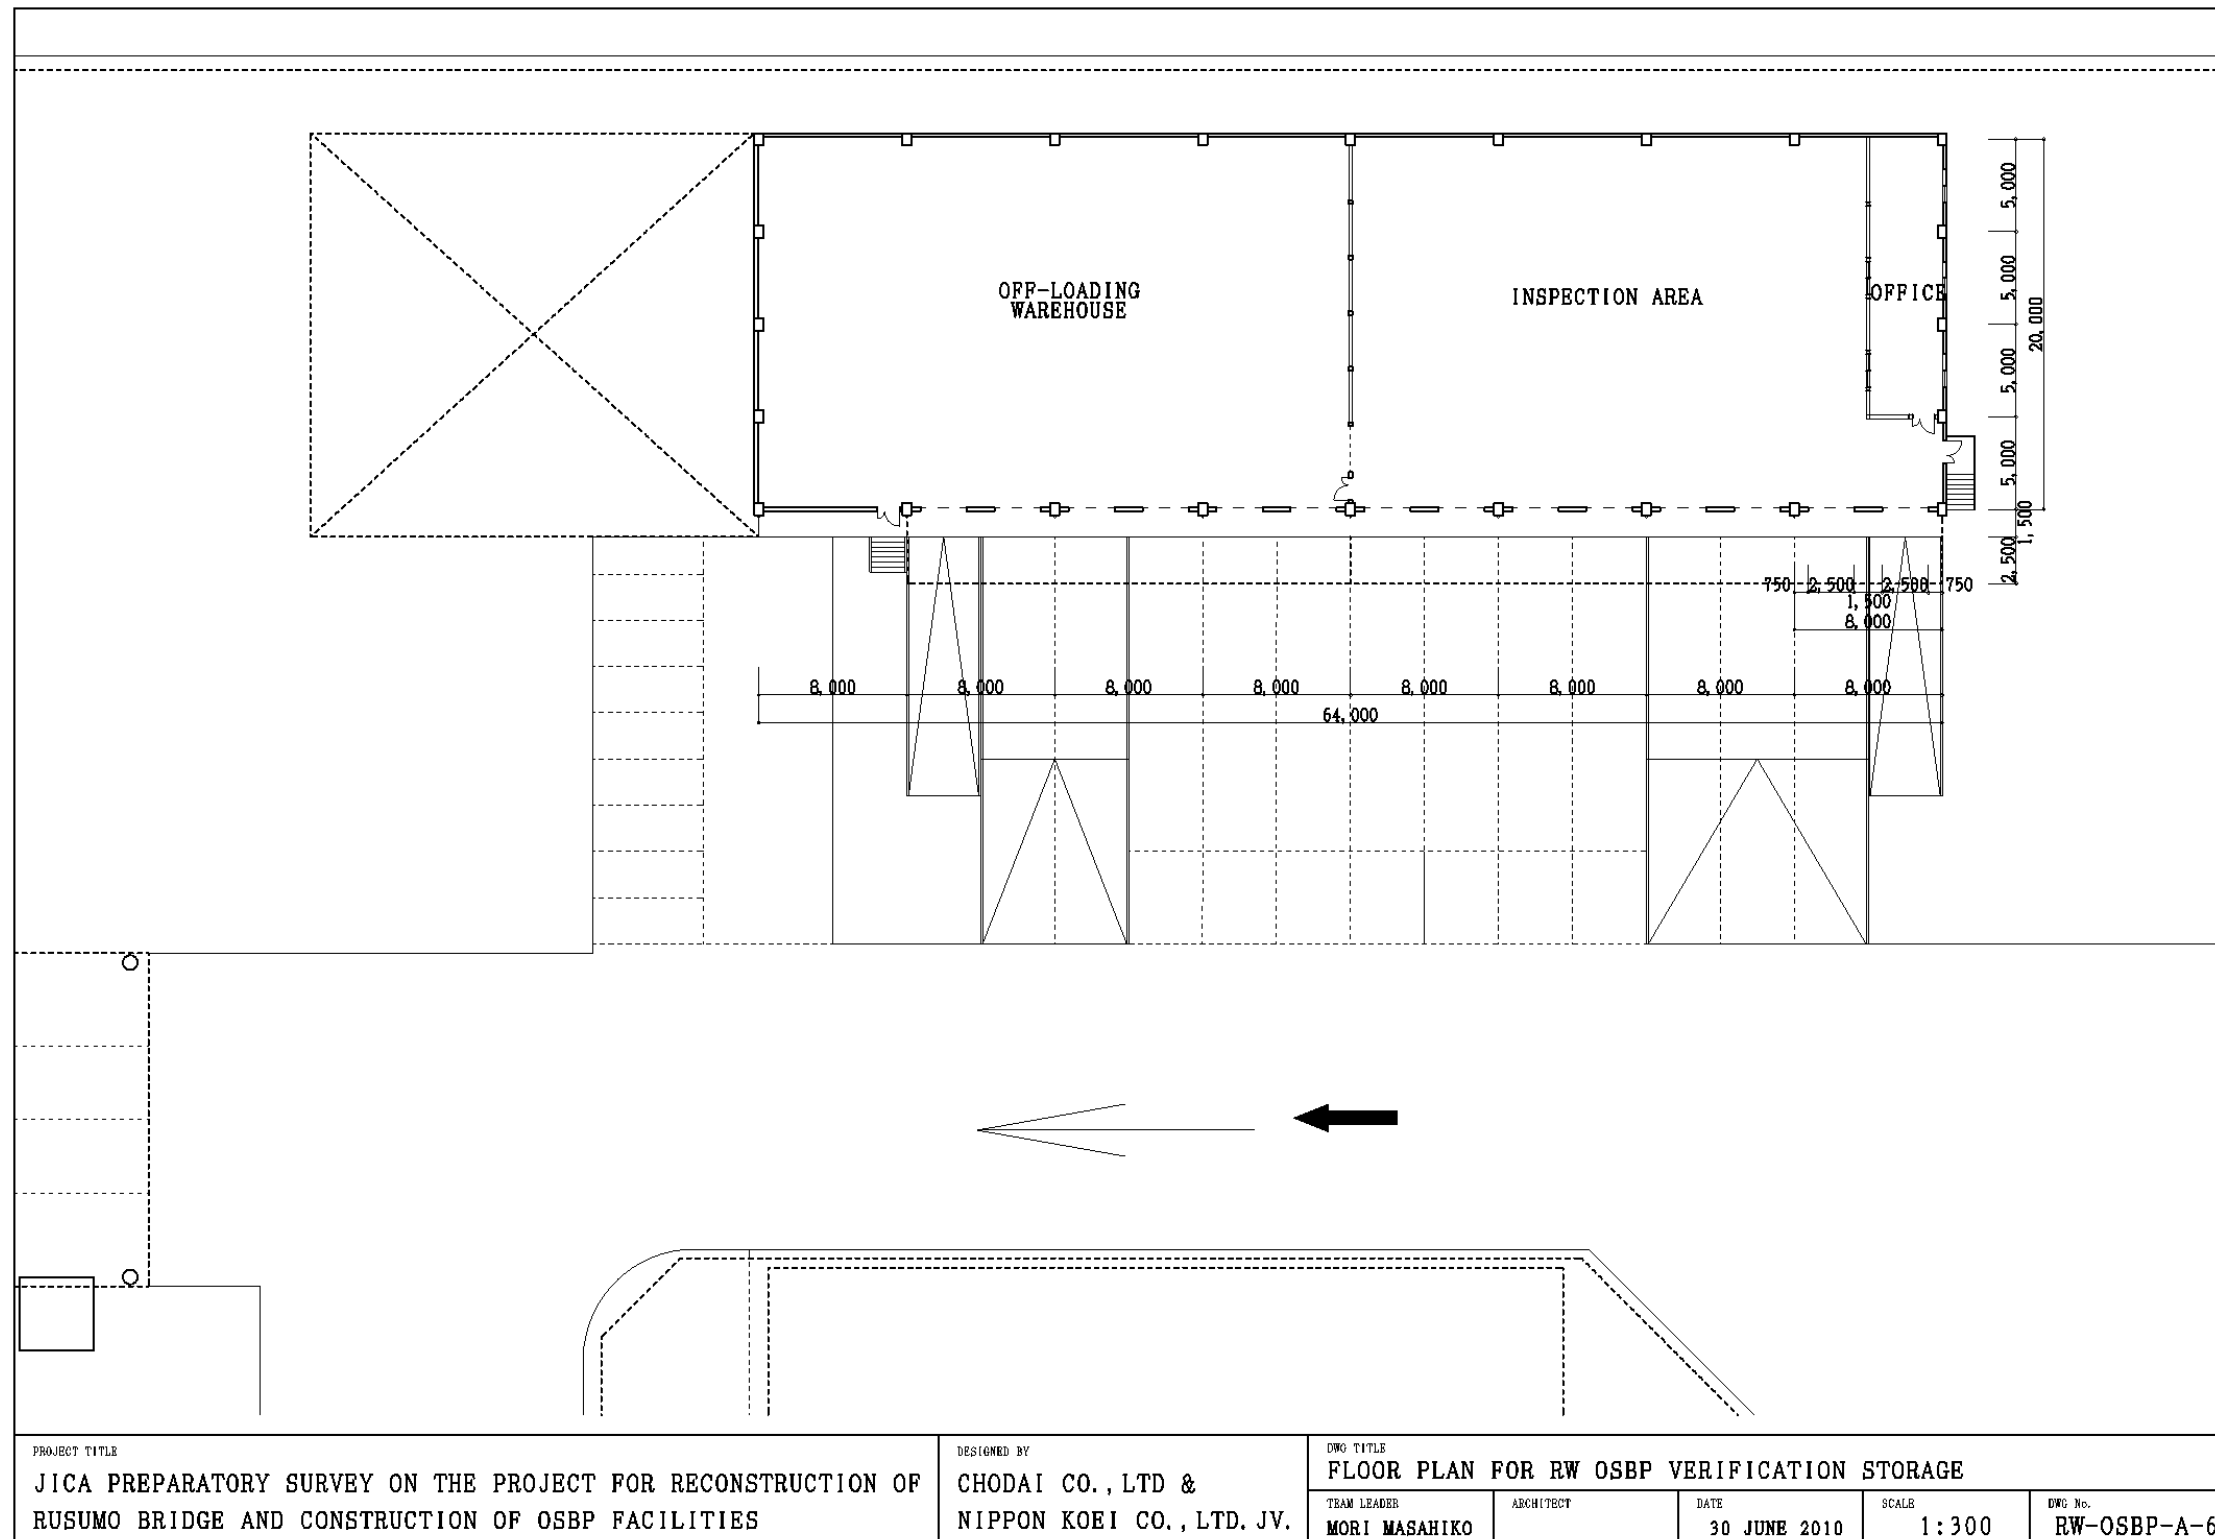 OFF-LOADING
WAREHOUSE
INSPECTION AREA
OFFICE
5,000
5,000
5,000
5,000
20,000
1,500
2,500
750
2,500
2,500
750
1,500
8,000
8,000
8,000
8,000
8,000
8,000
8,000
8,000
8,000
64,000
PROJECT TITLE
JICA PREPARATORY SURVEY ON THE PROJECT FOR RECONSTRUCTION OF
RUSUMO BRIDGE AND CONSTRUCTION OF OSBP FACILITIES
DESIGNED BY
CHODAI CO., LTD &
NIPPON KOEI CO., LTD. JV.
DWG TITLE
FLOOR PLAN FOR RW OSBP VERIFICATION STORAGE
TEAM LEADER
MORI MASAHIKO
ARCHITECT
DATE
30 JUNE 2010
SCALE
1:300
DWG No.
RW-OSBP-A-6